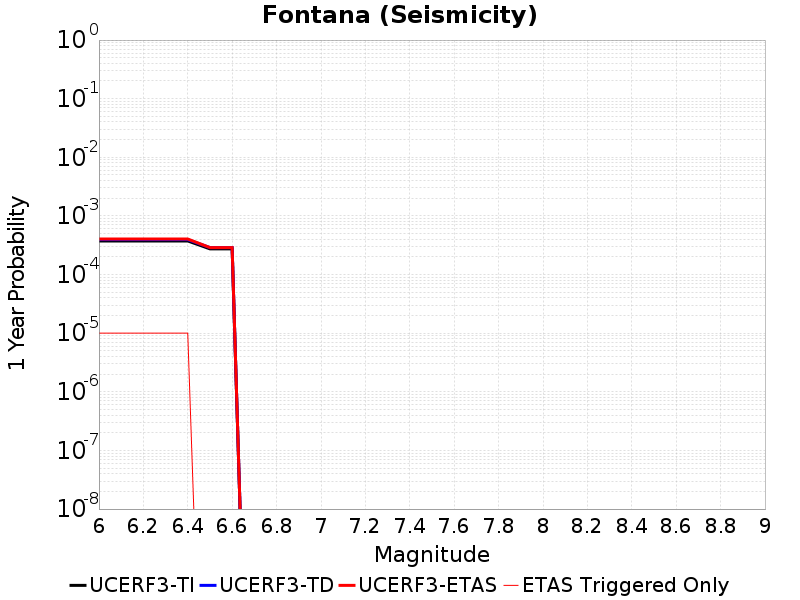 Fontana (Seismicity)
1 Year Probability
10^0
10^-1
10^-2
10^-3
10^-4
10^-5
10^-6
10^-7
10^-8
6 6.2 6.4 6.6 6.8 7 7.2 7.4 7.6 7.8 8 8.2 8.4 8.6 8.8 9
Magnitude
UCERF3-TI UCERF3-TD UCERF3-ETAS ETAS Triggered Only